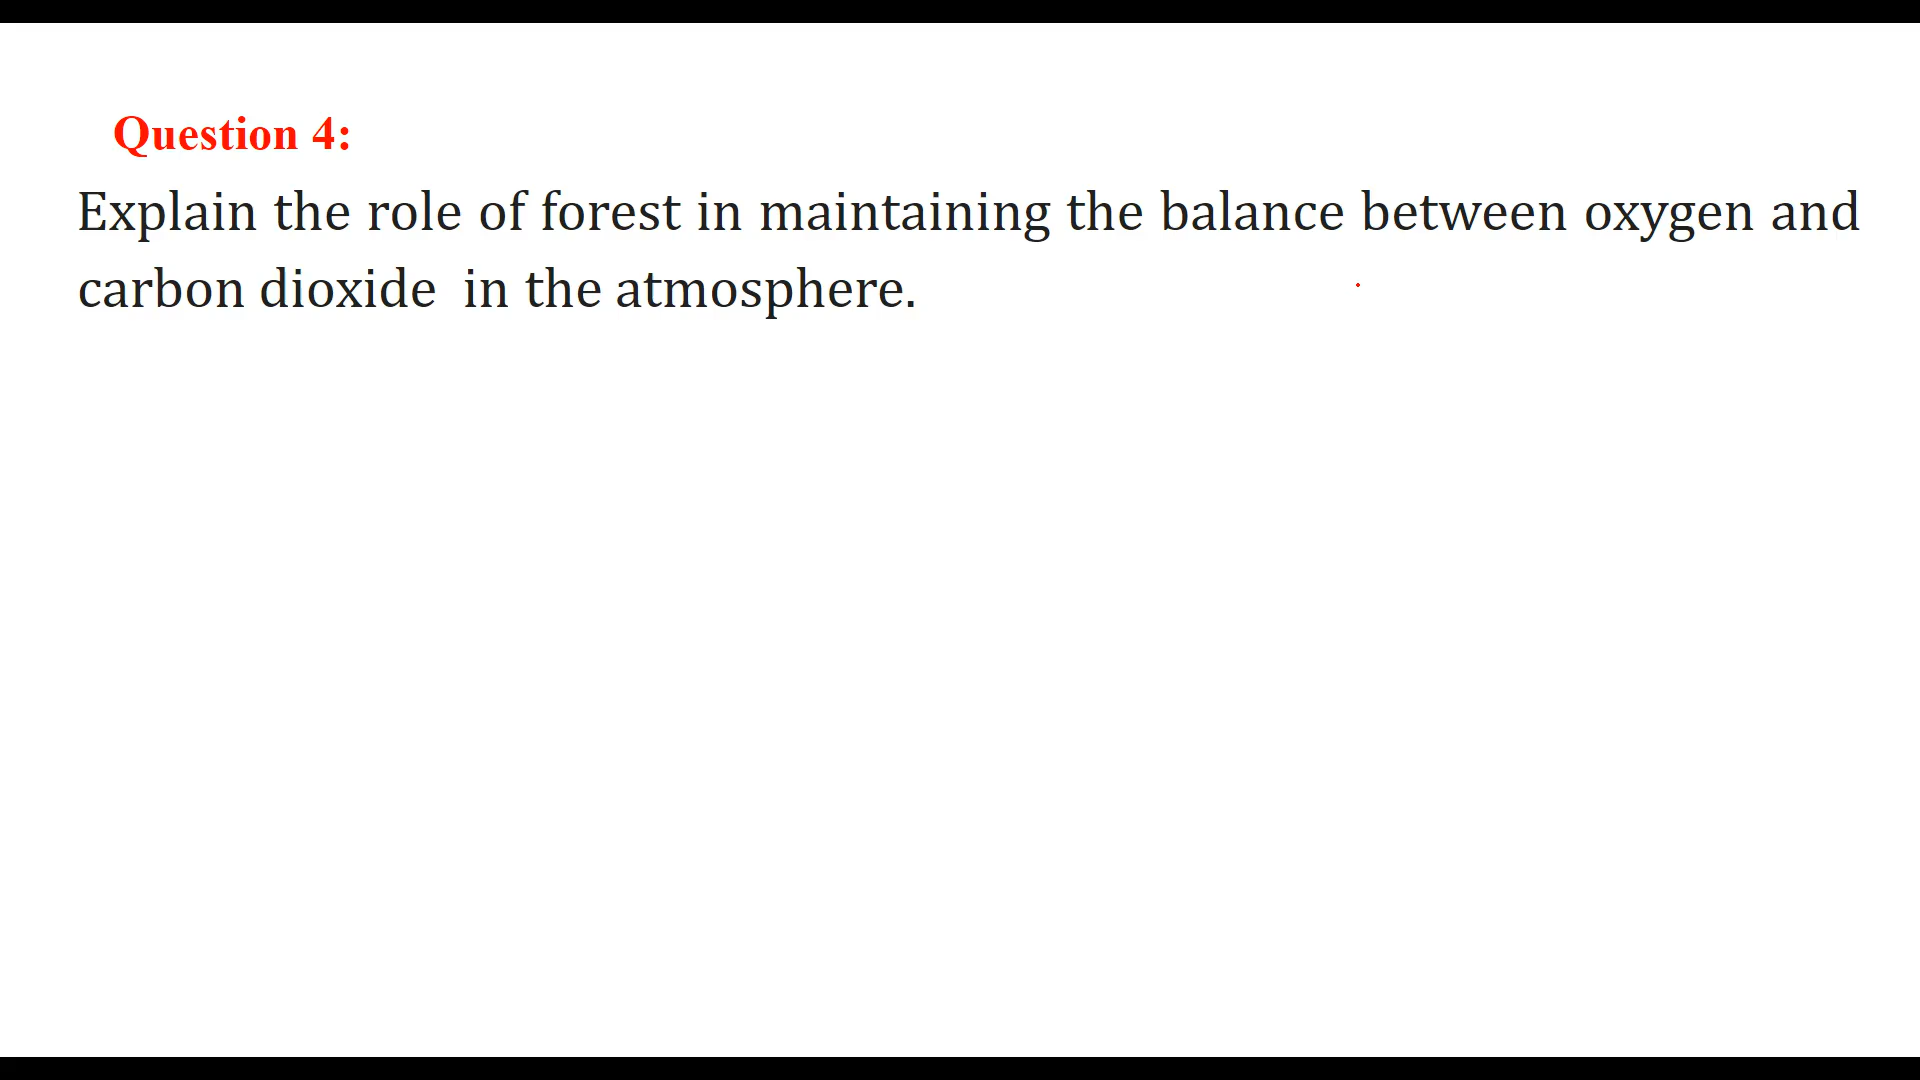 Question 4:
Explain the role of forest in maintaining the balance between oxygen and
carbon dioxide  in the atmosphere.